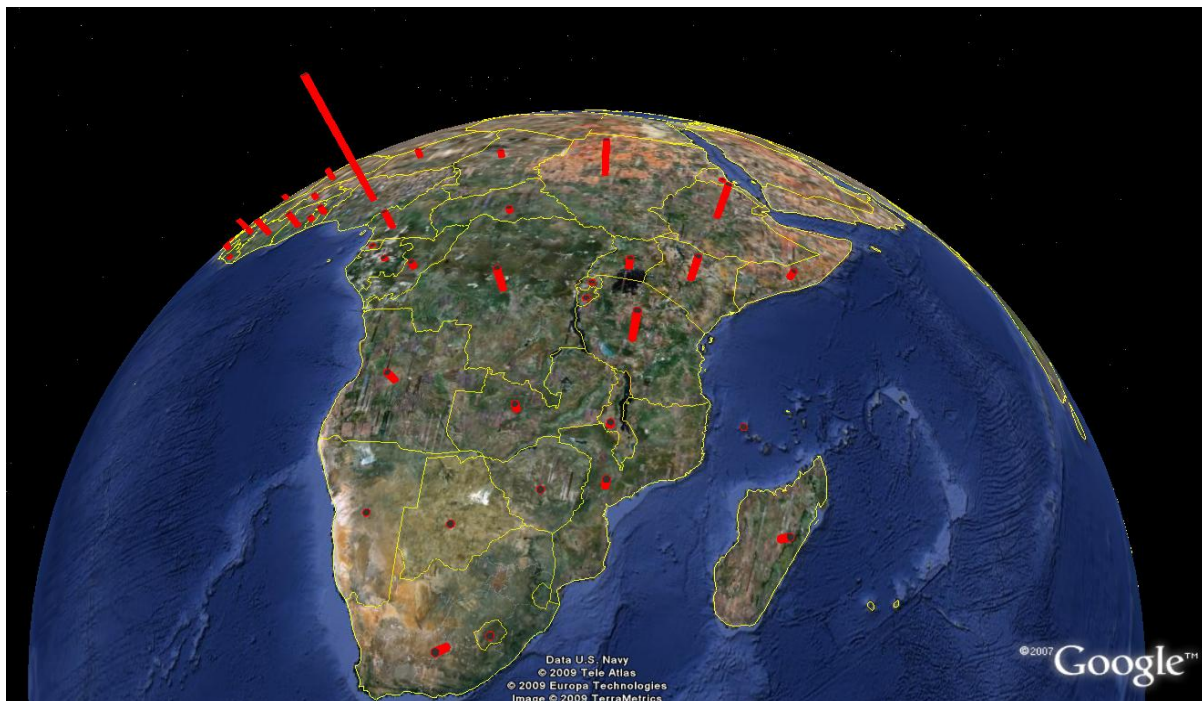 Data U.S. Navy
© 2009 Tele Atlas
© 2009 Europa Technologies
Image © 2009 TerraMetrics
©2007 Google™